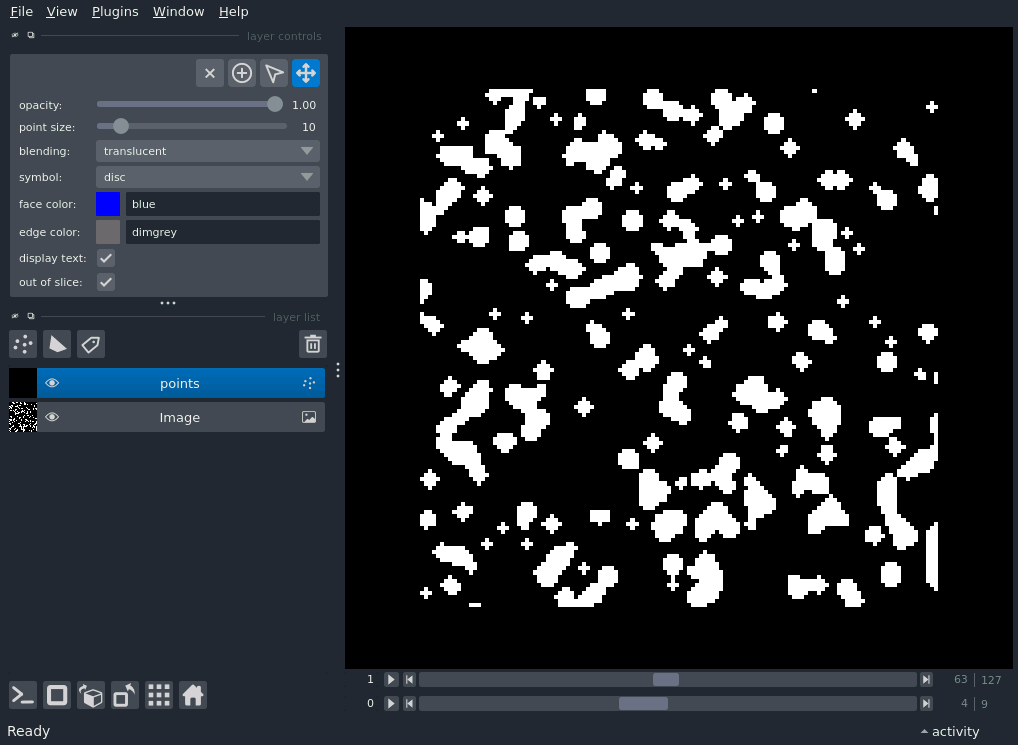 File View Plugins Window Help
layer controls
opacity: 1.00
point size: 10
blending: translucent
symbol: disc
face color: blue
edge color: dimgrey
display text:
out of slice:
layer list
points
Image
1 63 127
0 4 9
Ready activity